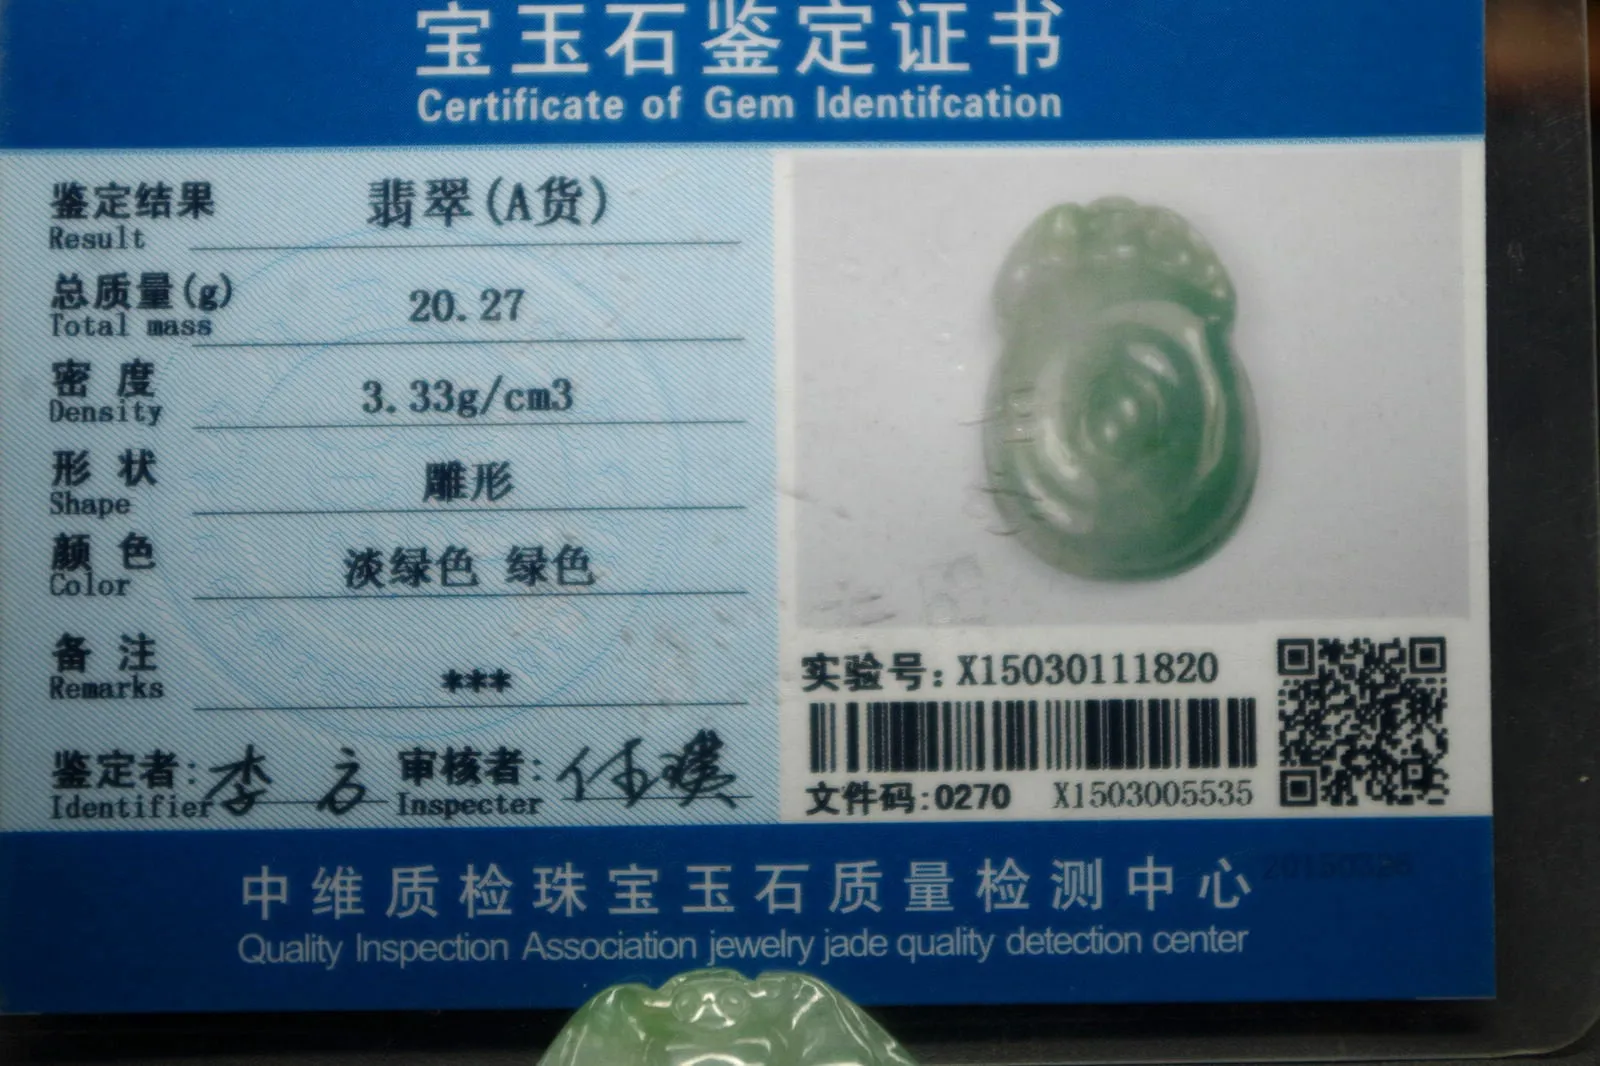 宝玉石鉴定证书
Certificate of Gem Identifcation
鉴定结果 翡翠(A货)
Result
总质量(g) 20.27
Total mass
密 度 3.33g/cm3
Density
形 状 雕形
Shape
颜 色 淡绿色 绿色
Color
备 注 ***
Remarks
鉴定者: 李方 审核者:
Identifier Inspecter
实验号: X15030111820
文件码:0270 X1503005535
中维质检珠宝玉石质量检测中心
Quality Inspection Association jewelry jade quality detection center